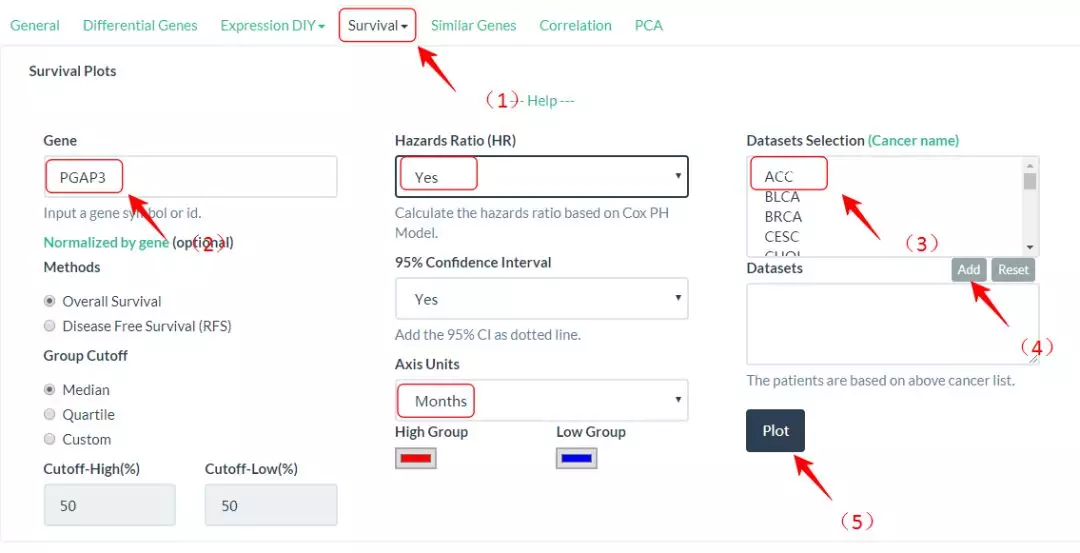 General Differential Genes Expression DIY Survival Similar Genes Correlation PCA
Survival Plots
(1)
--- Help ---
Gene
PGAP3
Input a gene symbol or id.
(2)
Normalized by gene (optional)
Methods
Overall Survival
Disease Free Survival (RFS)
Group Cutoff
Median
Quartile
Custom
Cutoff-High(%) Cutoff-Low(%)
50 50
Hazards Ratio (HR)
Yes
Calculate the hazards ratio based on Cox PH
Model.
95% Confidence Interval
Yes
Add the 95% CI as dotted line.
Axis Units
Months
High Group Low Group
Datasets Selection (Cancer name)
ACC
BLCA
BRCA
CESC
CHOL
(3)
Datasets Add Reset
(4)
The patients are based on above cancer list.
Plot
(5)